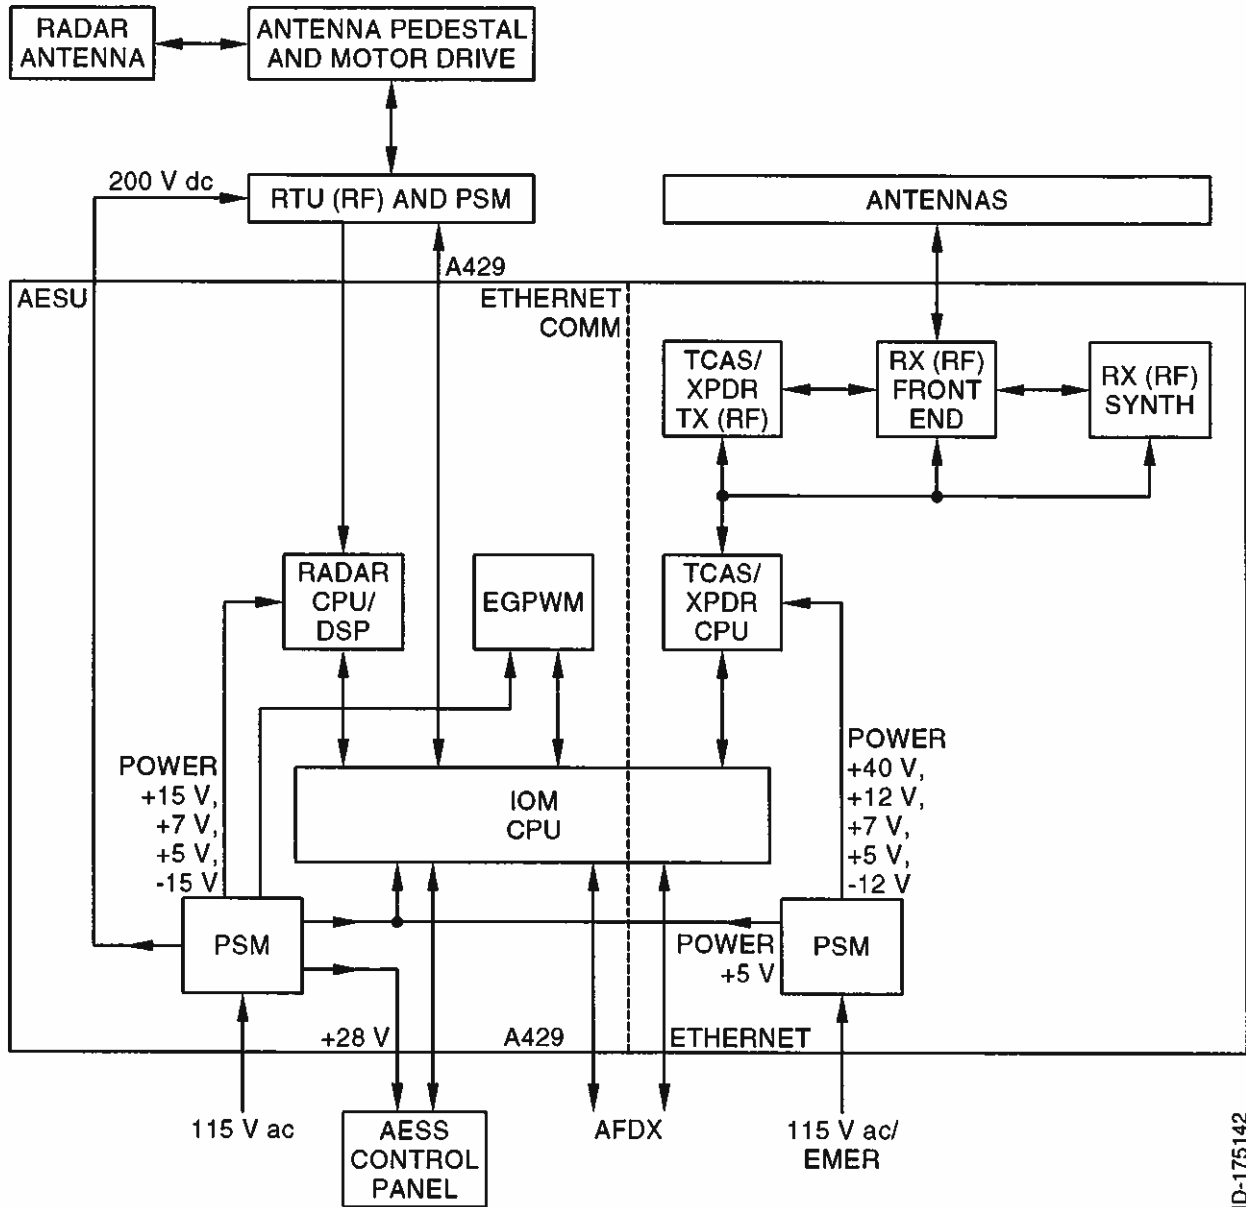 RADAR
ANTENNA
ANTENNA PEDESTAL
AND MOTOR DRIVE
200 V dc
RTU (RF) AND PSM
ANTENNAS
A429
AESU
ETHERNET
COMM
TCAS/
XPDR
TX (RF)
RX (RF)
FRONT
END
RX (RF)
SYNTH
RADAR
CPU/
DSP
EGPWM
TCAS/
XPDR
CPU
POWER
+15 V,
+7 V,
+5 V,
-15 V
IOM
CPU
POWER
+40 V,
+12 V,
+7 V,
+5 V,
-12 V
PSM
POWER
+5 V
PSM
+28 V
A429
ETHERNET
115 V ac
AESS
CONTROL
PANEL
AFDX
115 V ac/
EMER
ID-175142